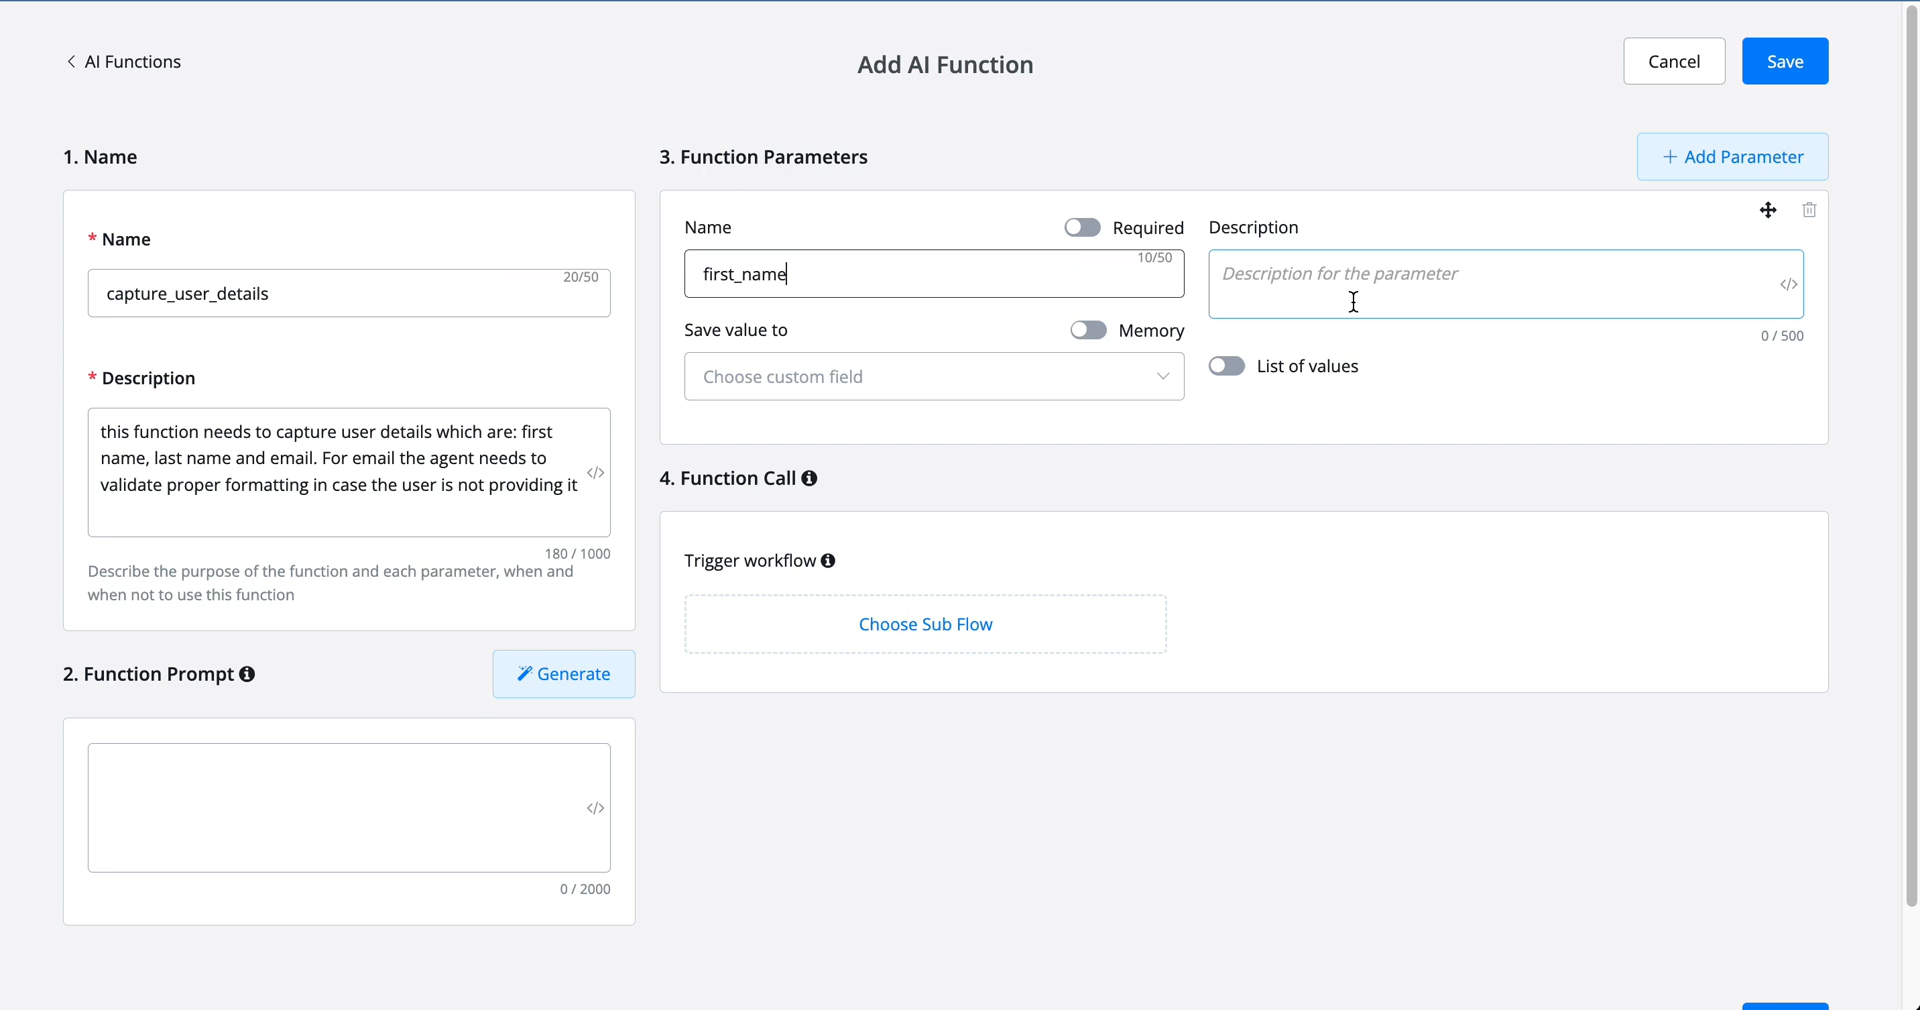 AI Functions
Add AI Function
Cancel
Save
1. Name
* Name
20/50
capture_user_details
* Description
this function needs to capture user details which are: first
name, last name and email. For email the agent needs to
validate proper formatting in case the user is not providing it
</>
180 / 1000
Describe the purpose of the function and each parameter, when and
when not to use this function
2. Function Prompt
Generate
</>
0 / 2000
3. Function Parameters
+ Add Parameter
Name
Required
10/50
first_name
Save value to
Memory
Choose custom field
Description
Description for the parameter
</>
0 / 500
List of values
4. Function Call
Trigger workflow
Choose Sub Flow